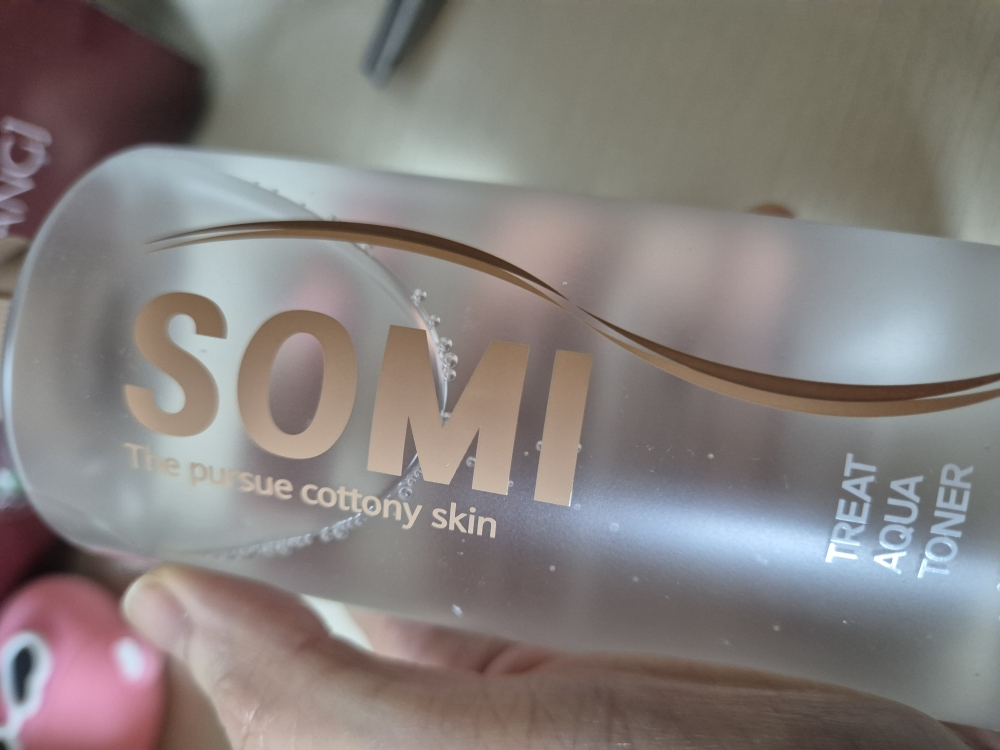 SOMI
The pursue cottony skin
TREAT
AQUA
TONER